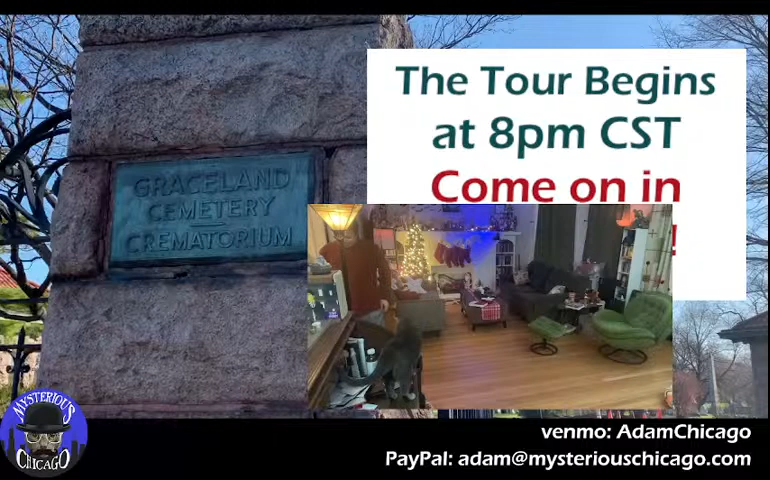 GRACELAND
CEMETERY
CREMATORIUM
The Tour Begins
at 8pm CST
Come on in
!
MYSTERIOUS
CHICAGO
venmo: AdamChicago
PayPal: adam@mysteriouschicago.com